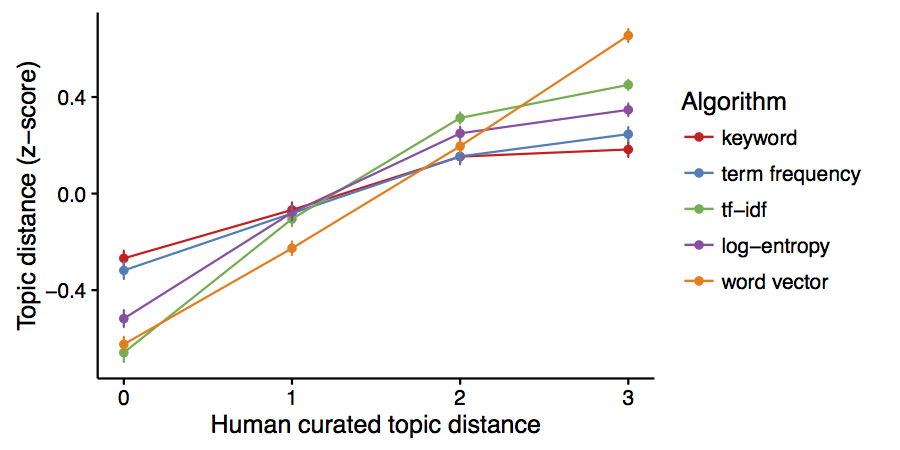 Topic distance (z−score)
0.4
0.0
−0.4
0 1 2 3
Human curated topic distance
Algorithm
keyword
term frequency
tf−idf
log−entropy
word vector